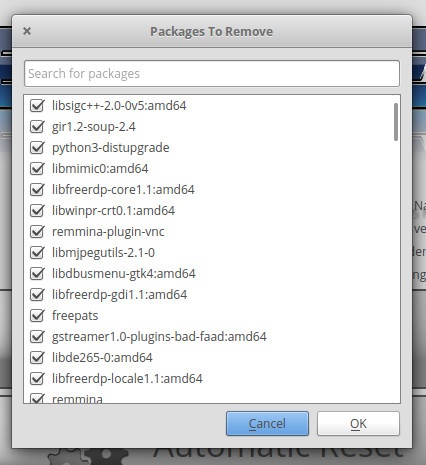 Packages To Remove
Search for packages
libsigc++-2.0-0v5:amd64
gir1.2-soup-2.4
python3-distupgrade
libmimic0:amd64
libfreerdp-core1.1:amd64
libwinpr-crt0.1:amd64
remmina-plugin-vnc
libmjpegutils-2.1-0
libdbusmenu-gtk4:amd64
libfreerdp-gdi1.1:amd64
freepats
gstreamer1.0-plugins-bad-faad:amd64
libde265-0:amd64
libfreerdp-locale1.1:amd64
remmina
Cancel
OK
Automatic Reset